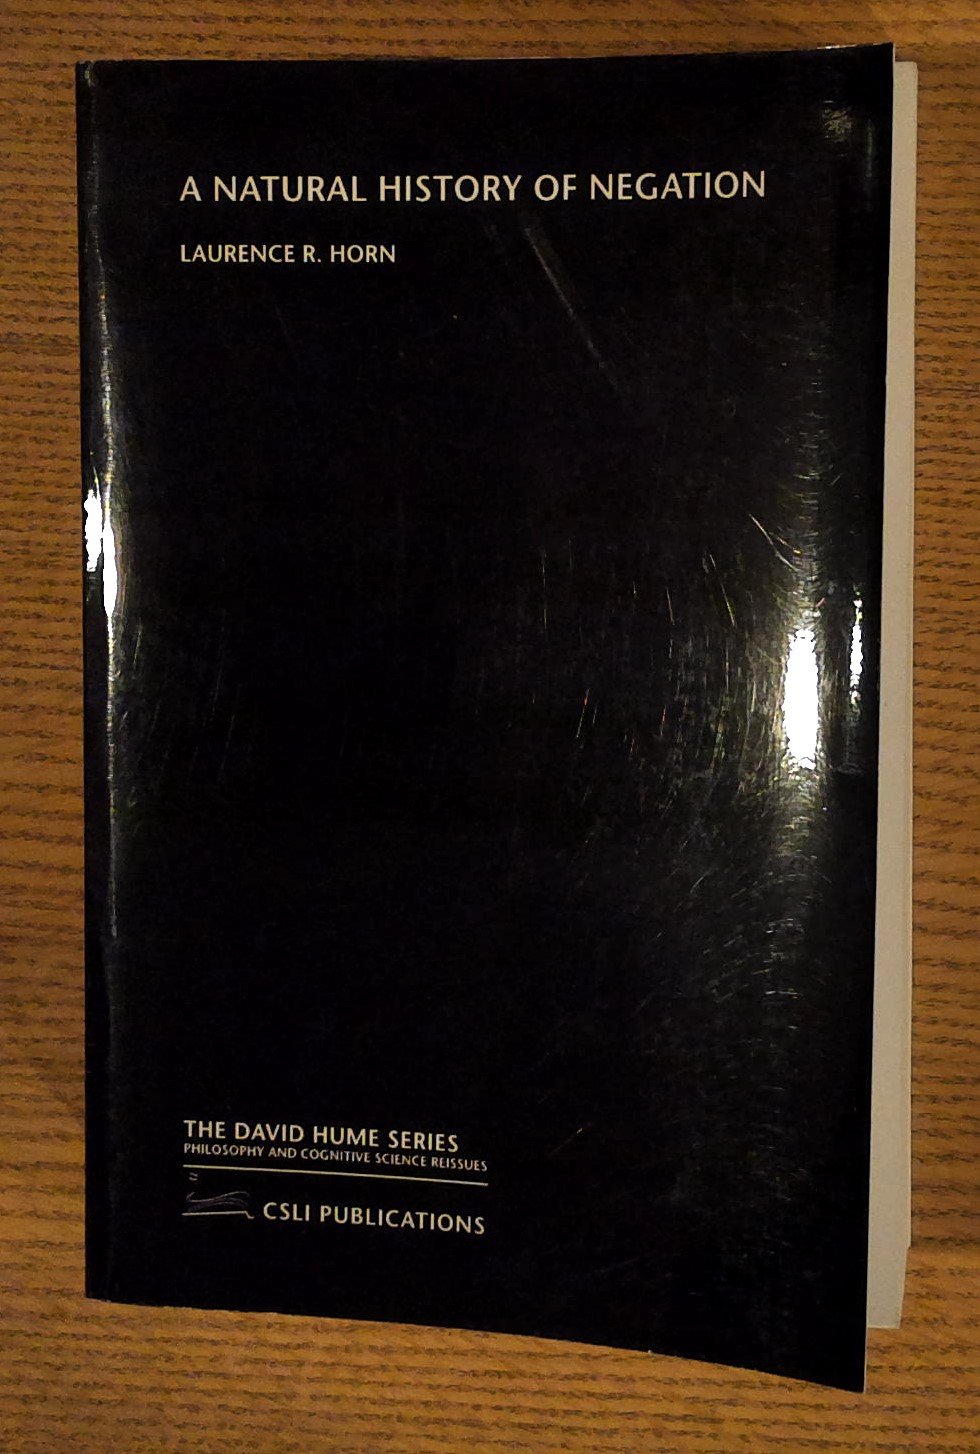 A NATURAL HISTORY OF NEGATION
LAURENCE R. HORN
THE DAVID HUME SERIES
PHILOSOPHY AND COGNITIVE SCIENCE REISSUES
CSLI PUBLICATIONS